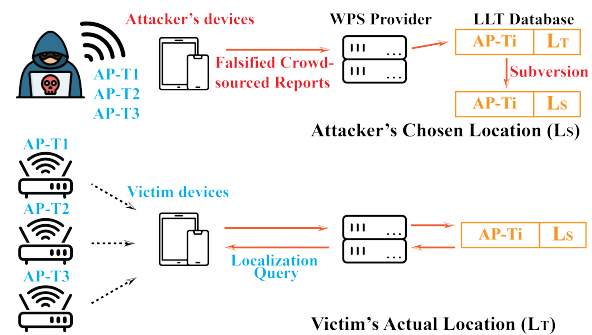 Attacker's devices
WPS Provider
LLT Database
AP-T1
AP-T2
AP-T3
Falsified Crowd-
sourced Reports
AP-Ti LT
Subversion
AP-Ti LS
Attacker's Chosen Location (LS)
AP-T1
Victim devices
AP-T2
AP-Ti LS
Localization
Query
AP-T3
Victim's Actual Location (LT)